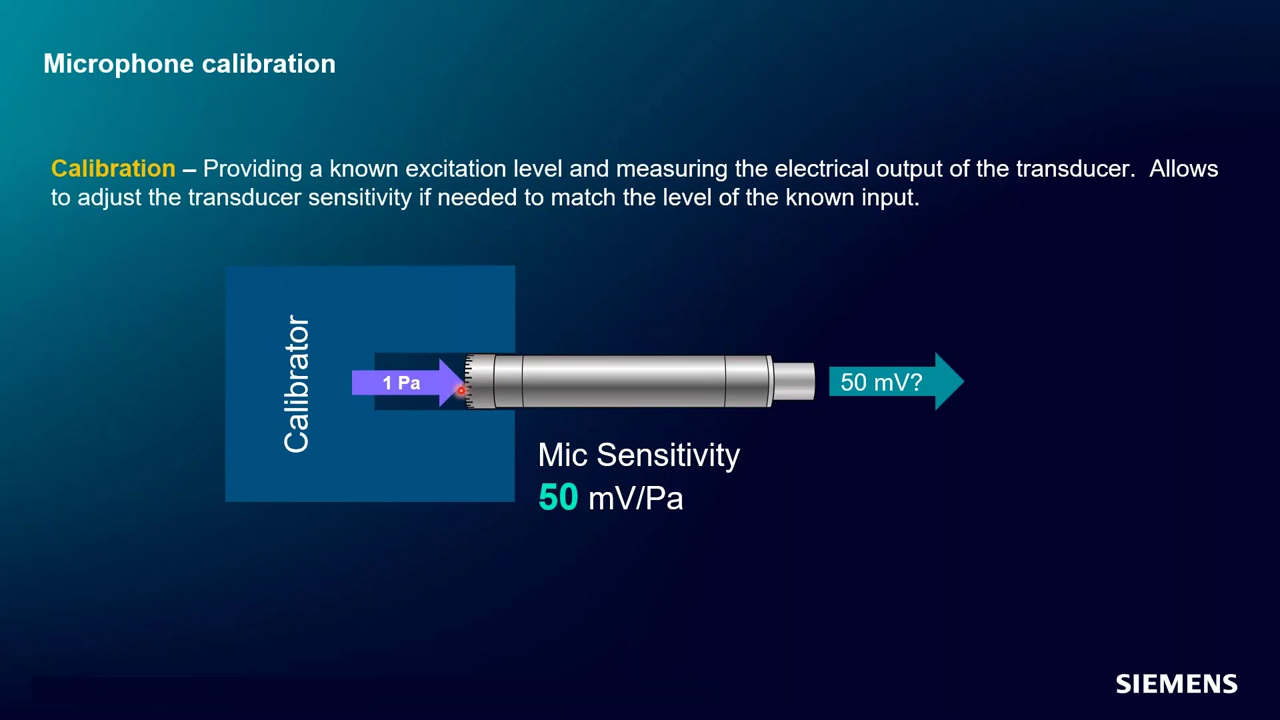 Microphone calibration
Calibration – Providing a known excitation level and measuring the electrical output of the transducer.  Allows
to adjust the transducer sensitivity if needed to match the level of the known input.
Calibrator
1 Pa
50 mV?
Mic Sensitivity
50 mV/Pa
SIEMENS